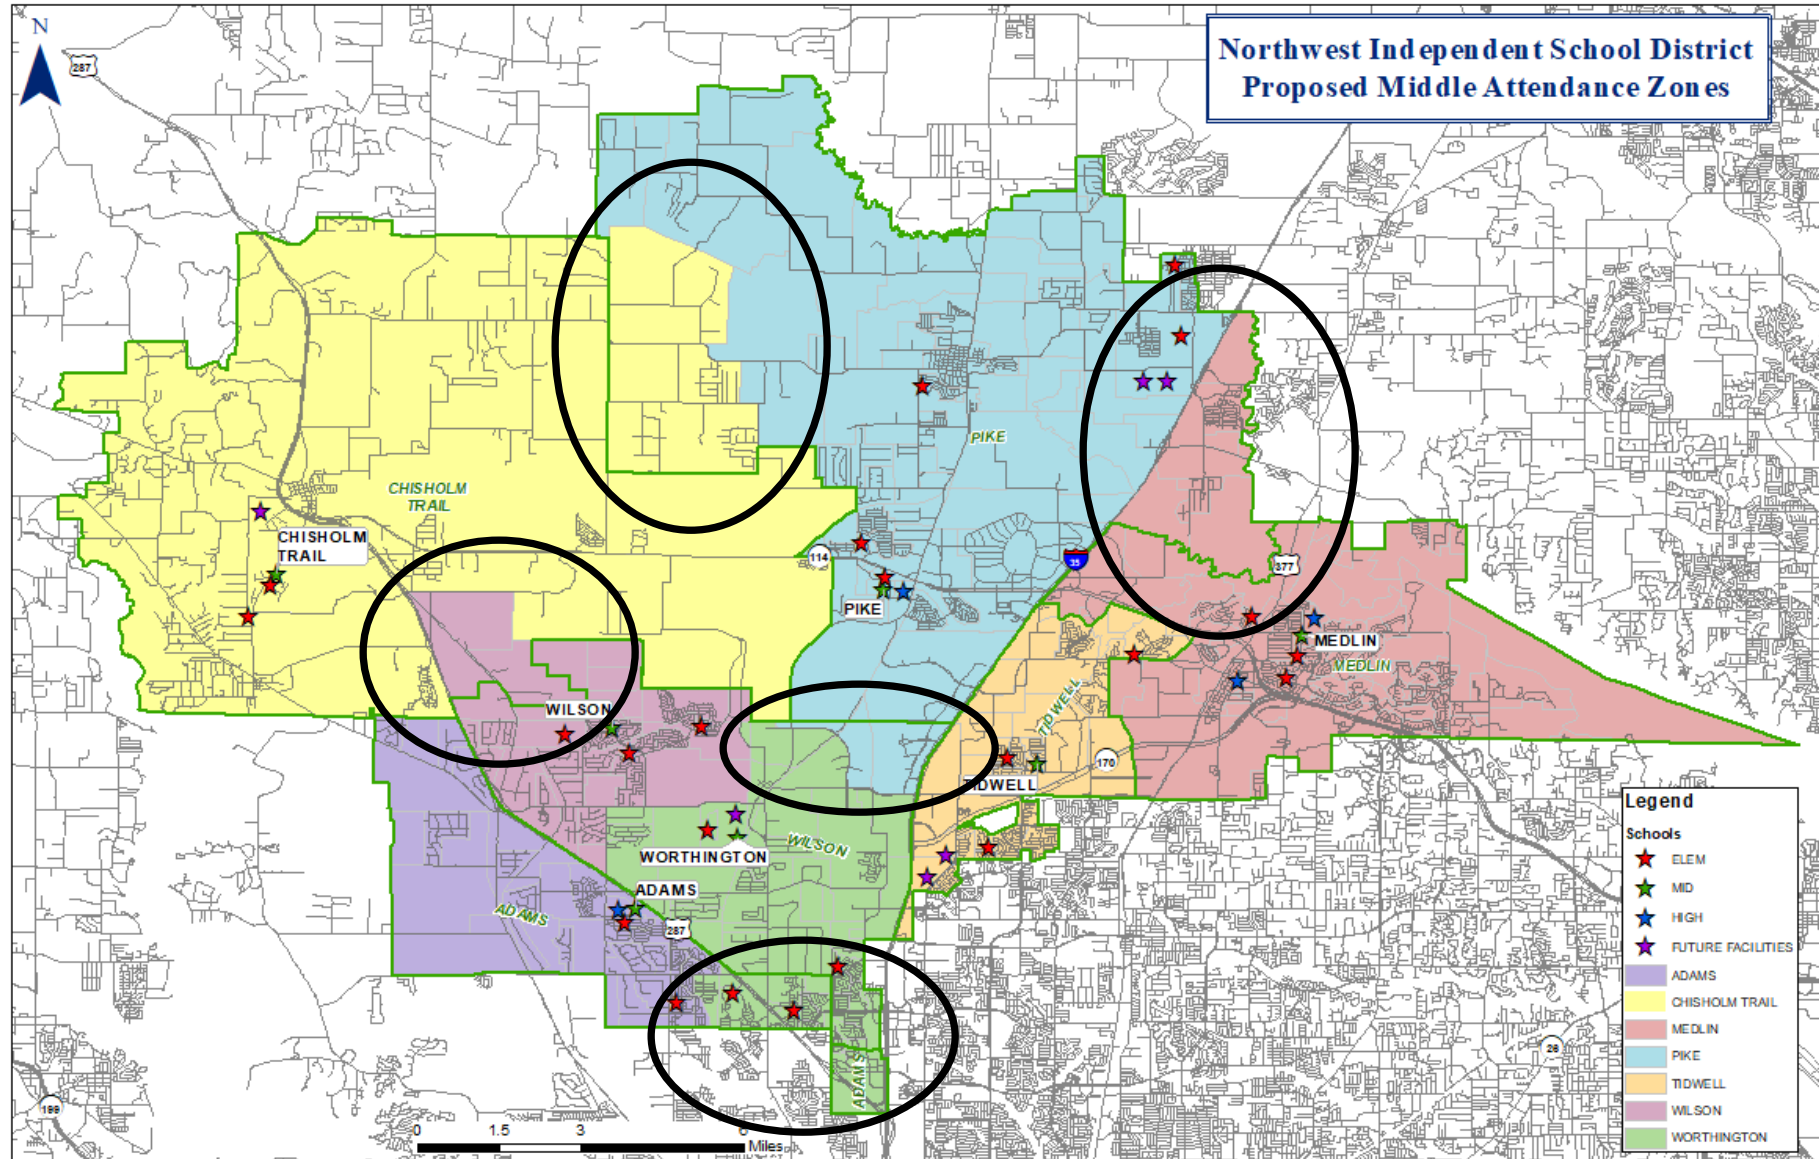 Northwest Independent School District
Proposed Middle Attendance Zones
N
287
PIKE
CHISHOLM
TRAIL
CHISHOLM
TRAIL
114
35
377
PIKE
MEDLIN
MEDLIN
WILSON
TIDWELL
170
TIDWELL
WILSON
WORTHINGTON
ADAMS
ADAMS
287
ADAMS
26
199
0 1.5 3 6
Miles
Legend
Schools
ELEM
MID
HIGH
FUTURE FACILITIES
ADAMS
CHISHOLM TRAIL
MEDLIN
PIKE
TIDWELL
WILSON
WORTHINGTON